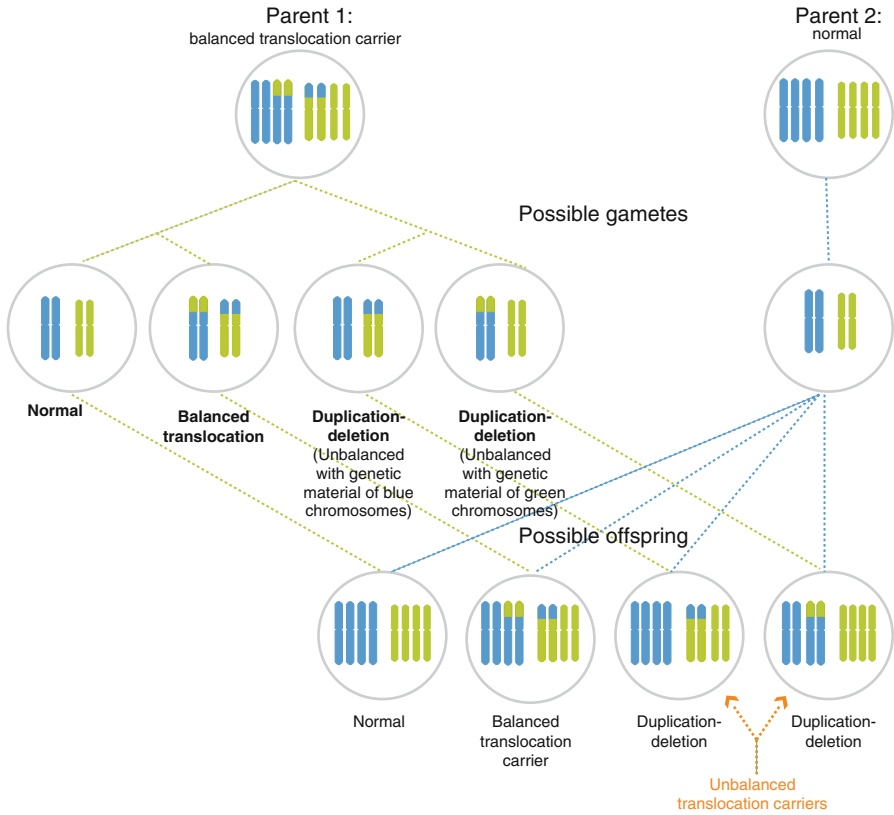 Parent 1:
balanced translocation carrier
Parent 2:
normal
Possible gametes
Normal
Balanced
translocation
Duplication-
deletion
(Unbalanced
with genetic
material of blue
chromosomes)
Duplication-
deletion
(Unbalanced
with genetic
material of green
chromosomes)
Possible offspring
Normal
Balanced
translocation
carrier
Duplication-
deletion
Duplication-
deletion
Unbalanced
translocation carriers